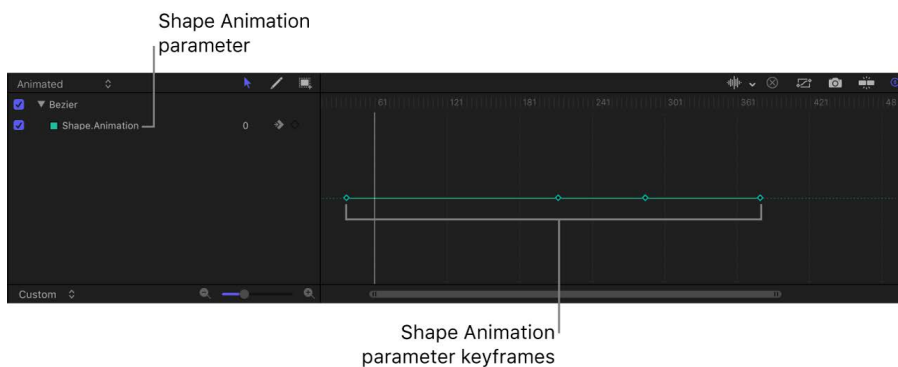 Shape Animation
parameter
Animated
Bezier
61 121 181 241 301 361 421 48
Shape.Animation 0
Custom
Shape Animation
parameter keyframes